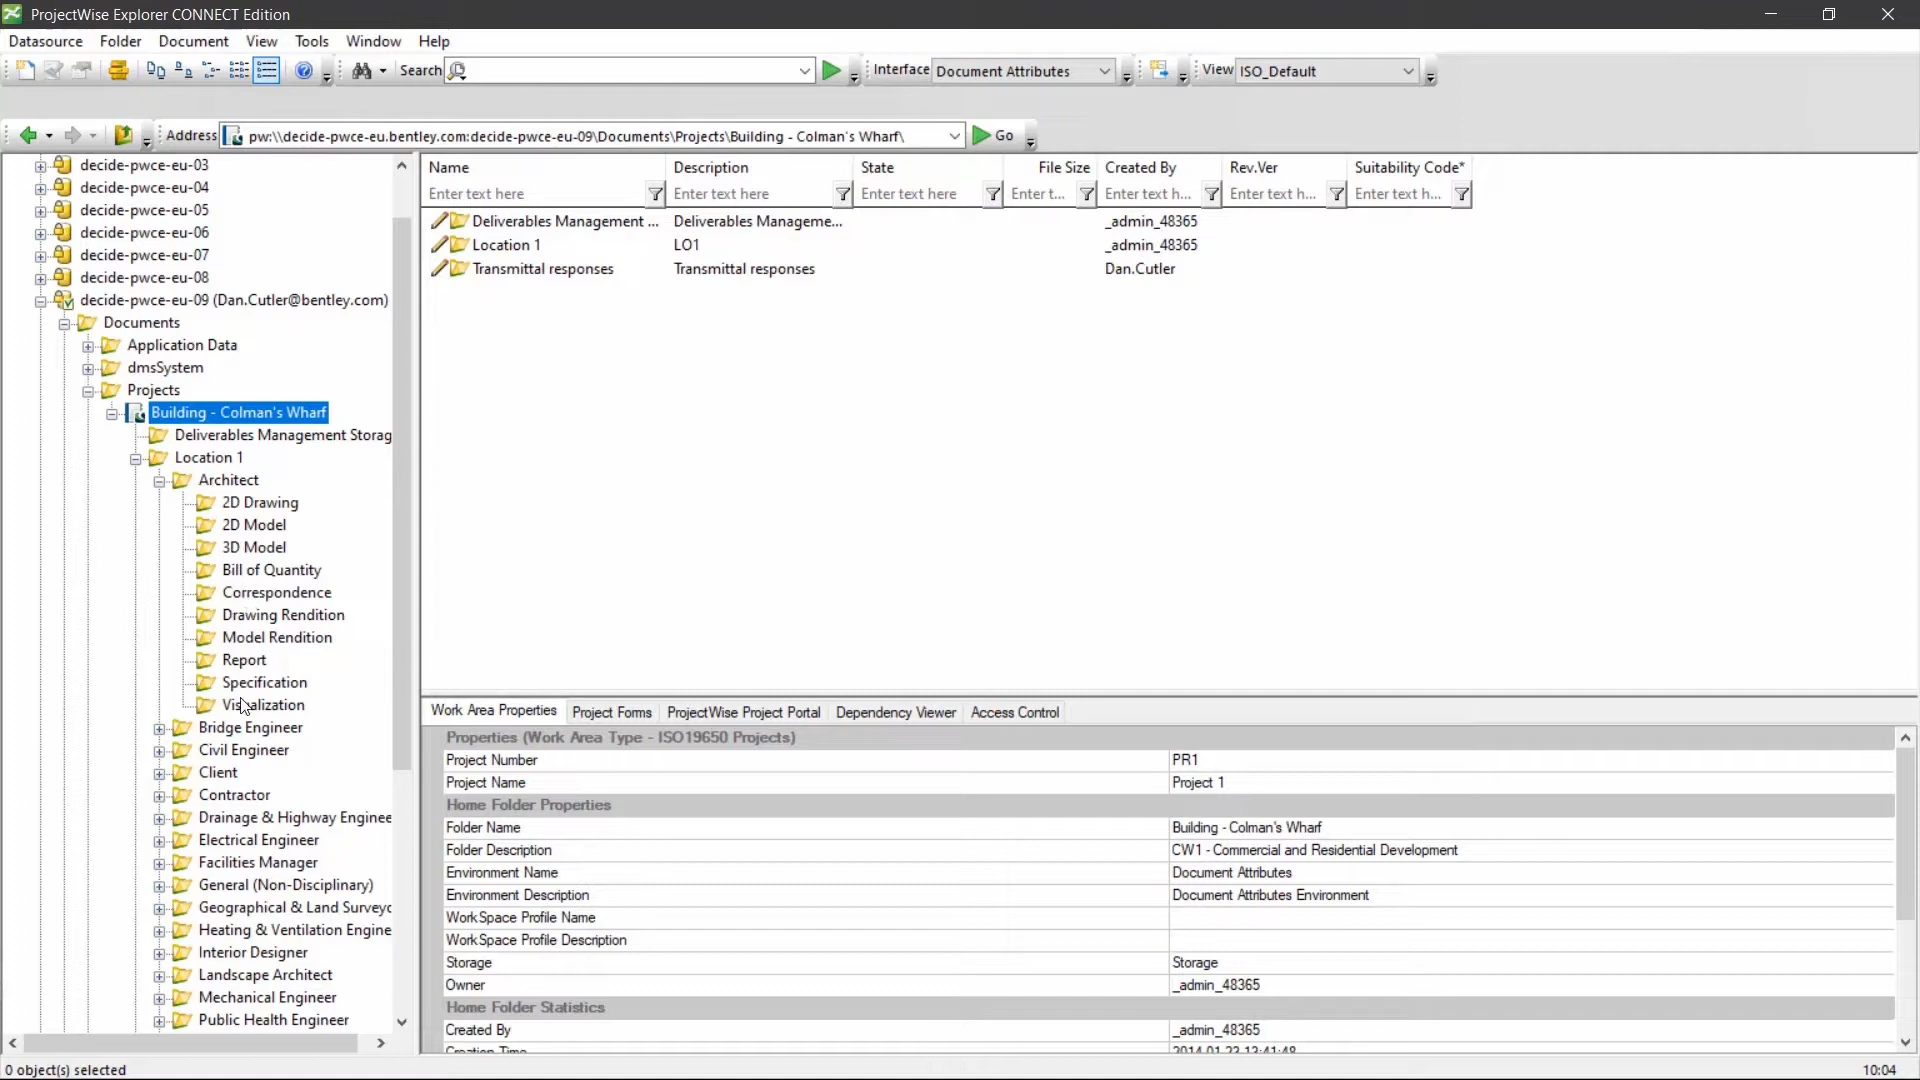 ProjectWise Explorer CONNECT Edition
Datasource Folder Document View Tools Window Help
Search Interface Document Attributes View ISO_Default
Address pw:\\decide-pwce-eu.bentley.com:decide-pwce-eu-09\Documents\Projects\Building - Colman's Wharf\ Go
decide-pwce-eu-03
decide-pwce-eu-04
decide-pwce-eu-05
decide-pwce-eu-06
decide-pwce-eu-07
decide-pwce-eu-08
decide-pwce-eu-09 (Dan.Cutler@bentley.com)
Documents
Application Data
dmsSystem
Projects
Building - Colman's Wharf
Deliverables Management Storag
Location 1
Architect
2D Drawing
2D Model
3D Model
Bill of Quantity
Correspondence
Drawing Rendition
Model Rendition
Report
Specification
Visualization
Bridge Engineer
Civil Engineer
Client
Contractor
Drainage & Highway Enginee
Electrical Engineer
Facilities Manager
General (Non-Disciplinary)
Geographical & Land Surveyo
Heating & Ventilation Engine
Interior Designer
Landscape Architect
Mechanical Engineer
Public Health Engineer
Name Description State File Size Created By Rev.Ver Suitability Code*
Enter text here Enter text here Enter text here Enter t... Enter text h... Enter text h... Enter text h...
Deliverables Management ... Deliverables Manageme... _admin_48365
Location 1 LO1 _admin_48365
Transmittal responses Transmittal responses Dan.Cutler
Work Area Properties Project Forms ProjectWise Project Portal Dependency Viewer Access Control
Properties (Work Area Type - ISO19650 Projects)
Project Number PR1
Project Name Project 1
Home Folder Properties
Folder Name Building - Colman's Wharf
Folder Description CW1 - Commercial and Residential Development
Environment Name Document Attributes
Environment Description Document Attributes Environment
WorkSpace Profile Name
WorkSpace Profile Description
Storage Storage
Owner _admin_48365
Home Folder Statistics
Created By _admin_48365
Creation Time 2014.01.23 13:41:48
0 object(s) selected 10:04